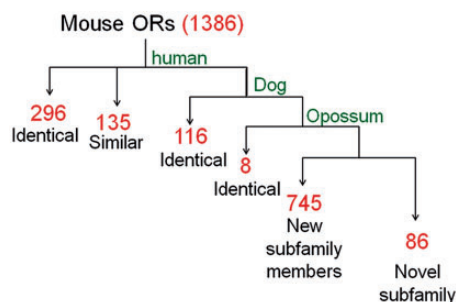 Mouse ORs (1386)
human
Dog
Opossum
296
Identical
135
Similar
116
Identical
8
Identical
745
New
subfamily
members
86
Novel
subfamily